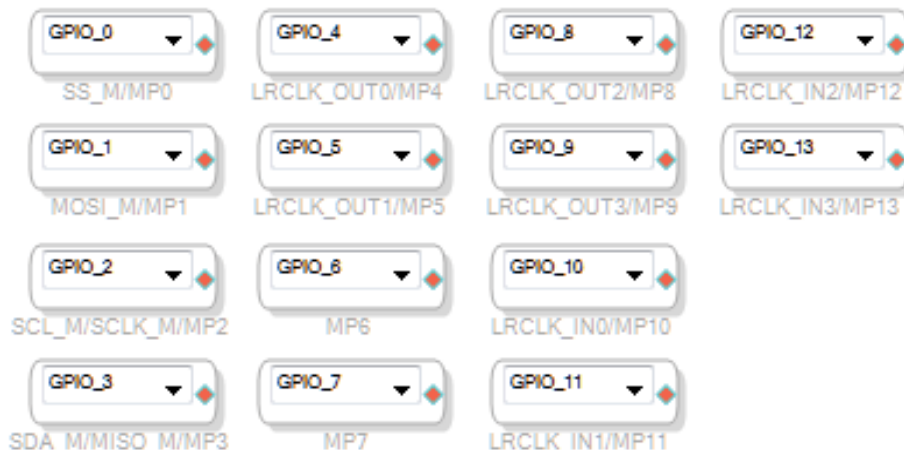 GPIO_0 GPIO_4 GPIO_8 GPIO_12
SS_M/MP0 LRCLK_OUT0/MP4 LRCLK_OUT2/MP8 LRCLK_IN2/MP12
GPIO_1 GPIO_5 GPIO_9 GPIO_13
MOSI_M/MP1 LRCLK_OUT1/MP5 LRCLK_OUT3/MP9 LRCLK_IN3/MP13
GPIO_2 GPIO_6 GPIO_10
SCL_M/SCLK_M/MP2 MP6 LRCLK_IN0/MP10
GPIO_3 GPIO_7 GPIO_11
SDA_M/MISO_M/MP3 MP7 LRCLK_IN1/MP11